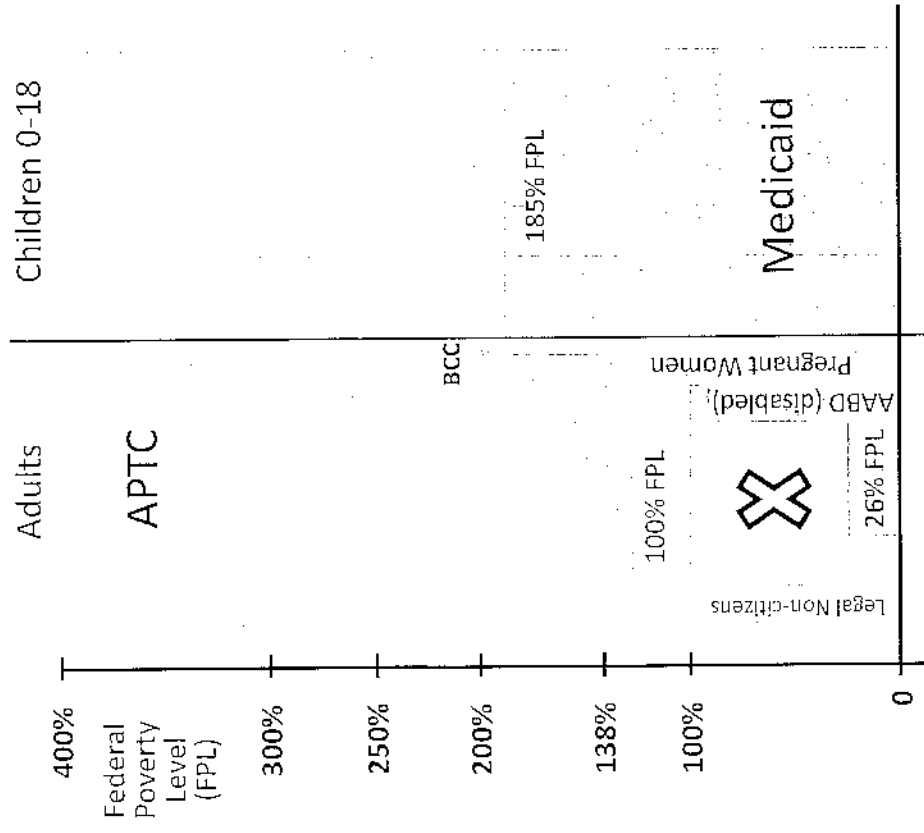 Adults
Children 0-18
400%
Federal
Poverty
Level
(FPL)
300%
250%
200%
138%
100%
0
APTC
BCC
185% FPL
100% FPL
Legal Non-citizens
26% FPL
AABD (disabled)
Pregnant Women
Medicaid